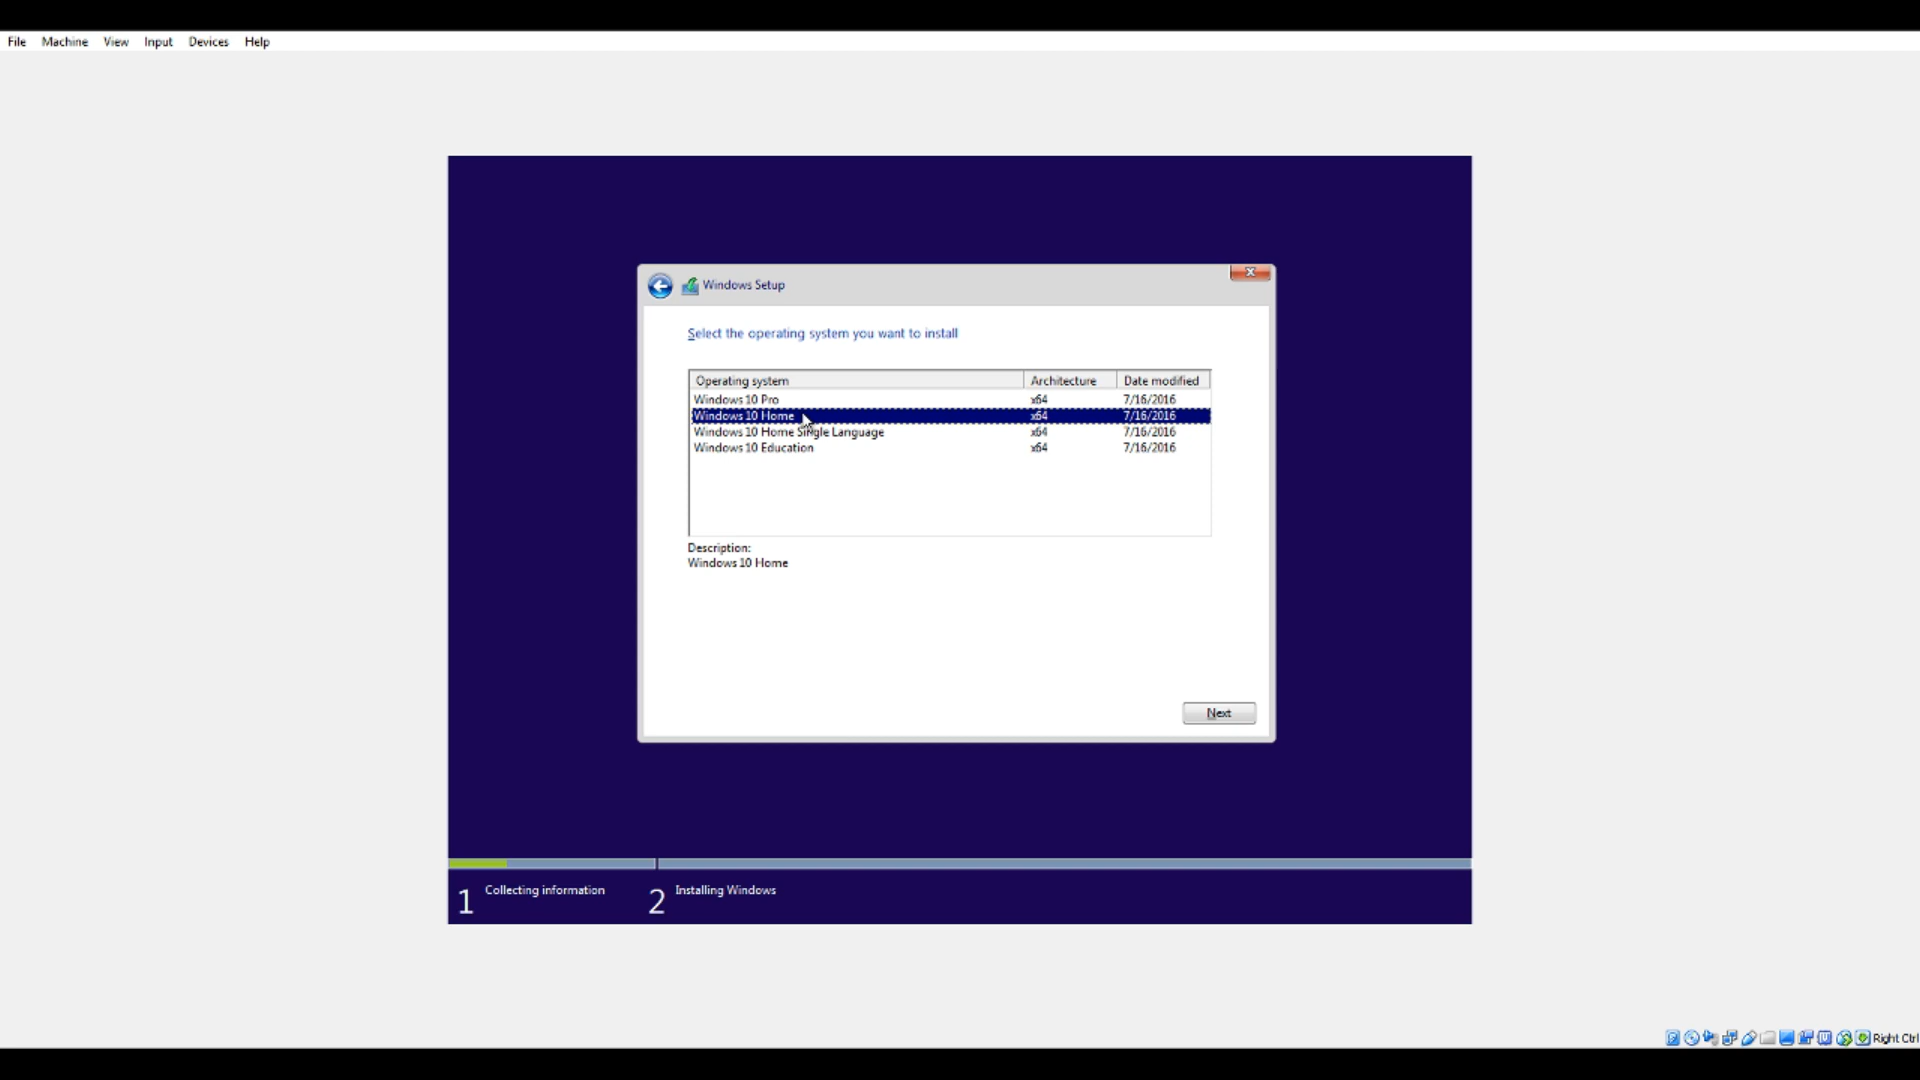 File Machine View Input Devices Help
Windows Setup
Select the operating system you want to install
Operating system Architecture Date modified
Windows 10 Pro x64 7/16/2016
Windows 10 Home x64 7/16/2016
Windows 10 Home Single Language x64 7/16/2016
Windows 10 Education x64 7/16/2016
Description:
Windows 10 Home
Next
1 Collecting information 2 Installing Windows
Right Ctrl